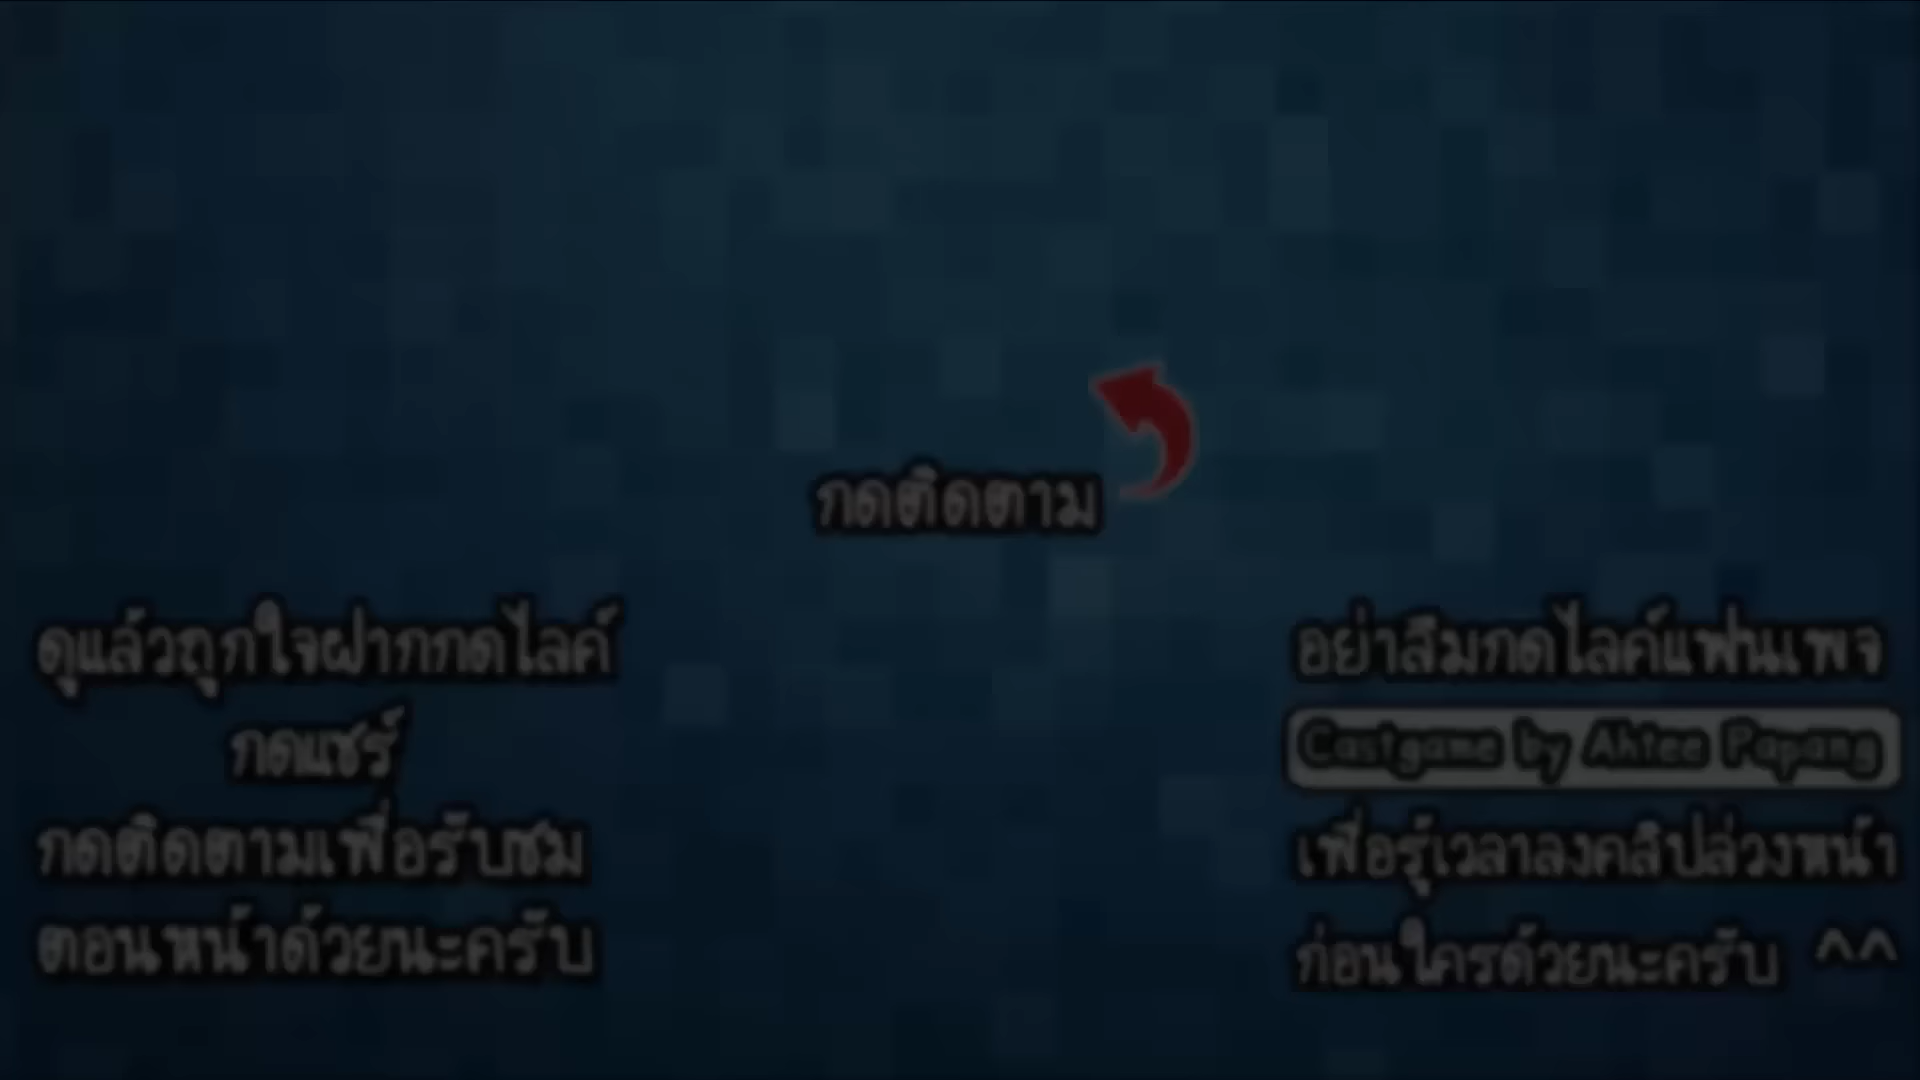 กดติดตาม
ดูแล้วถูกใจฝากกดไลค์
กดแชร์
กดติดตามเพื่อรับชม
ตอนหน้าด้วยนะครับ
อย่าลืมกดไลค์แฟนเพจ
Castgame by Ahtee Papang
เพื่อรู้เวลาลงคลิปล่วงหน้า
ก่อนใครด้วยนะครับ ^^